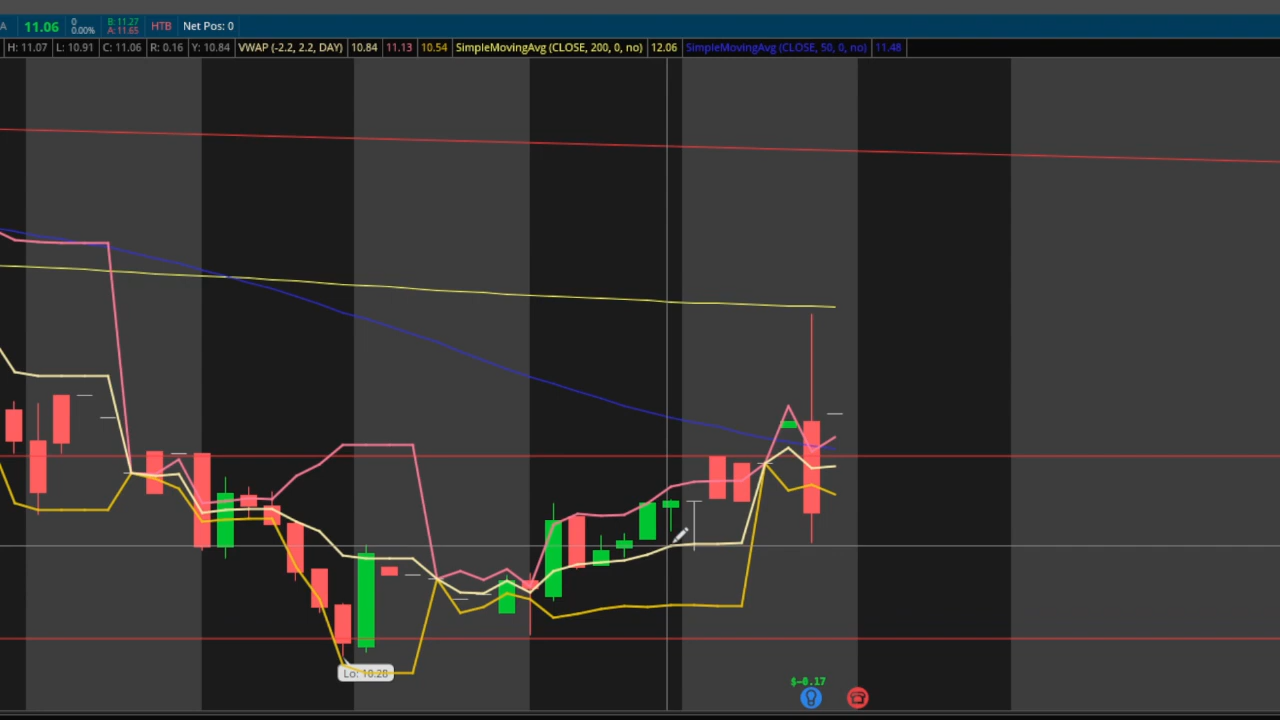 A 11.06 0 0.00% B: 11.27 A: 11.65 HTB Net Pos: 0
H: 11.07 L: 10.91 C: 11.06 R: 0.16 Y: 10.84 VWAP (-2.2, 2.2, DAY) 10.84 11.13 10.54 SimpleMovingAvg (CLOSE, 200, 0, no) 12.06 SimpleMovingAvg (CLOSE, 50, 0, no) 11.48
Lo: 10.28
$-0.17